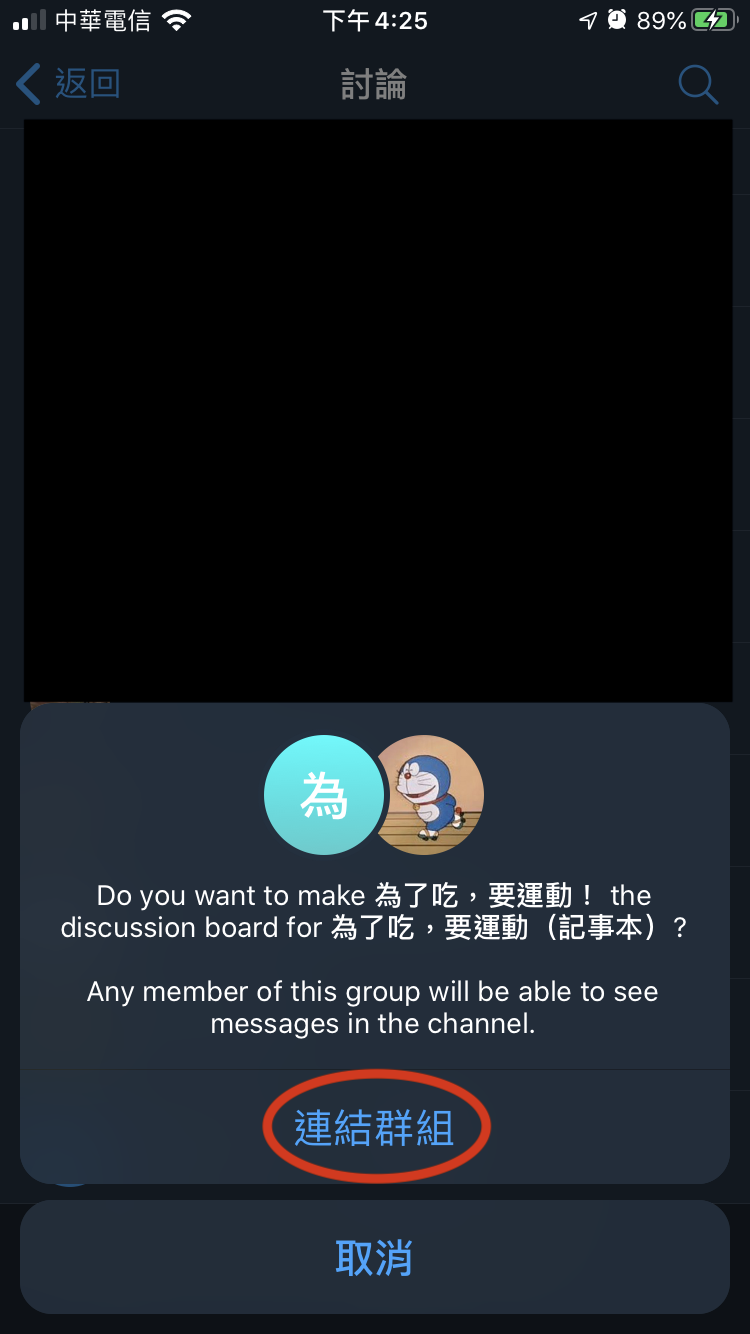 中華電信 下午4:25 89%
返回 討論
為
Do you want to make 為了吃，要運動！ the
discussion board for 為了吃，要運動（記事本）?
Any member of this group will be able to see
messages in the channel.
連結群組
取消